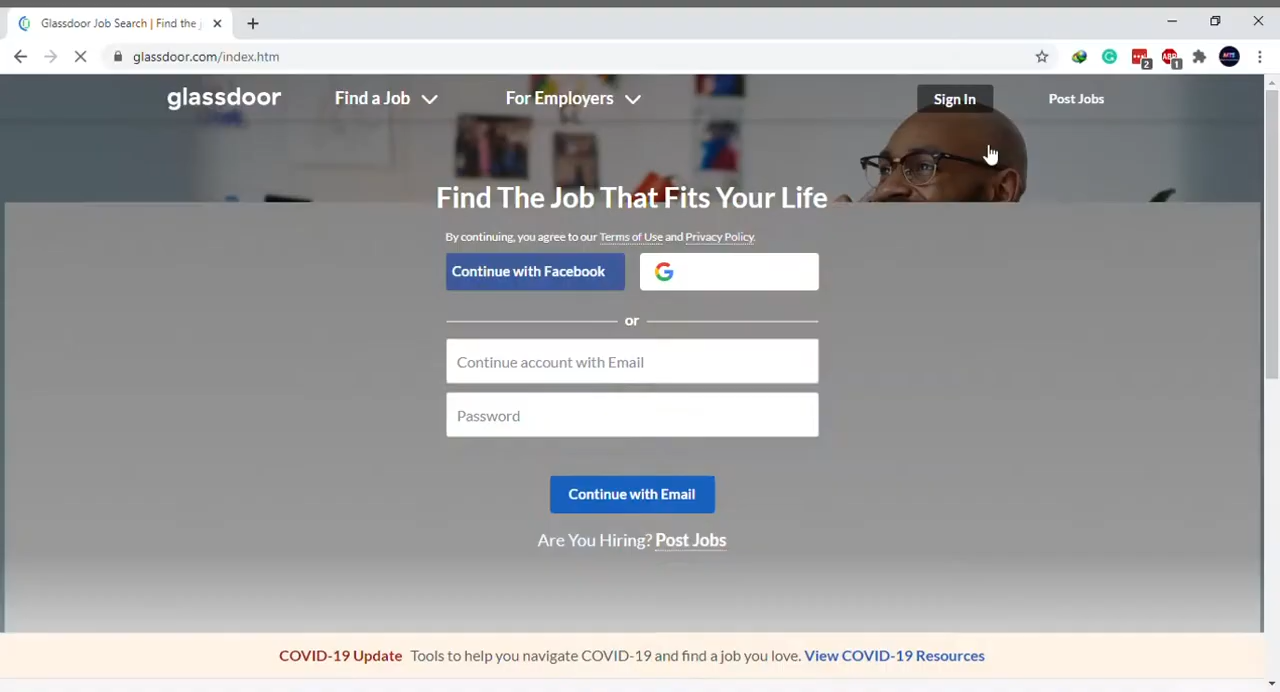 Glassdoor Job Search | Find the
glassdoor.com/index.htm
2
1
glassdoor
Find a Job
For Employers
Sign In
Post Jobs
Find The Job That Fits Your Life
By continuing, you agree to our Terms of Use and Privacy Policy.
Continue with Facebook
or
Continue account with Email
Password
Continue with Email
Are You Hiring? Post Jobs
COVID-19 Update Tools to help you navigate COVID-19 and find a job you love. View COVID-19 Resources